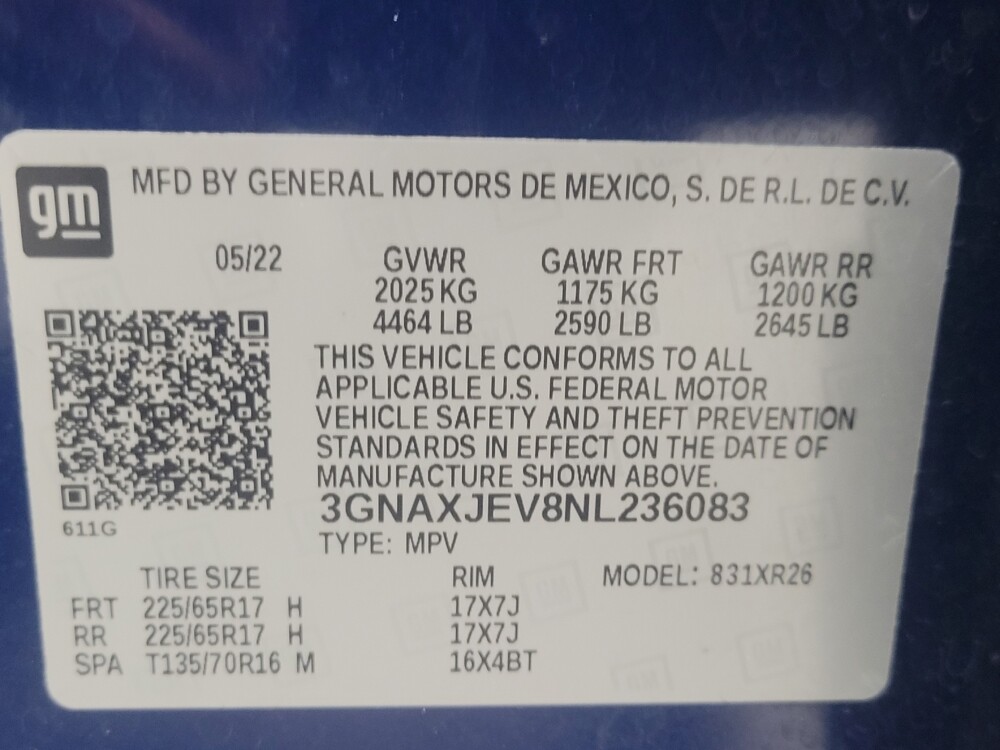 gm
MFD BY GENERAL MOTORS DE MEXICO, S. DE R.L. DE C.V.
05/22 GVWR GAWR FRT GAWR RR
2025 KG 1175 KG 1200 KG
4464 LB 2590 LB 2645 LB
THIS VEHICLE CONFORMS TO ALL
APPLICABLE U.S. FEDERAL MOTOR
VEHICLE SAFETY AND THEFT PREVENTION
STANDARDS IN EFFECT ON THE DATE OF
MANUFACTURE SHOWN ABOVE.
3GNAXJEV8NL236083
611G
TYPE: MPV
TIRE SIZE RIM MODEL: 831XR26
FRT 225/65R17 H 17X7J
RR 225/65R17 H 17X7J
SPA T135/70R16 M 16X4BT